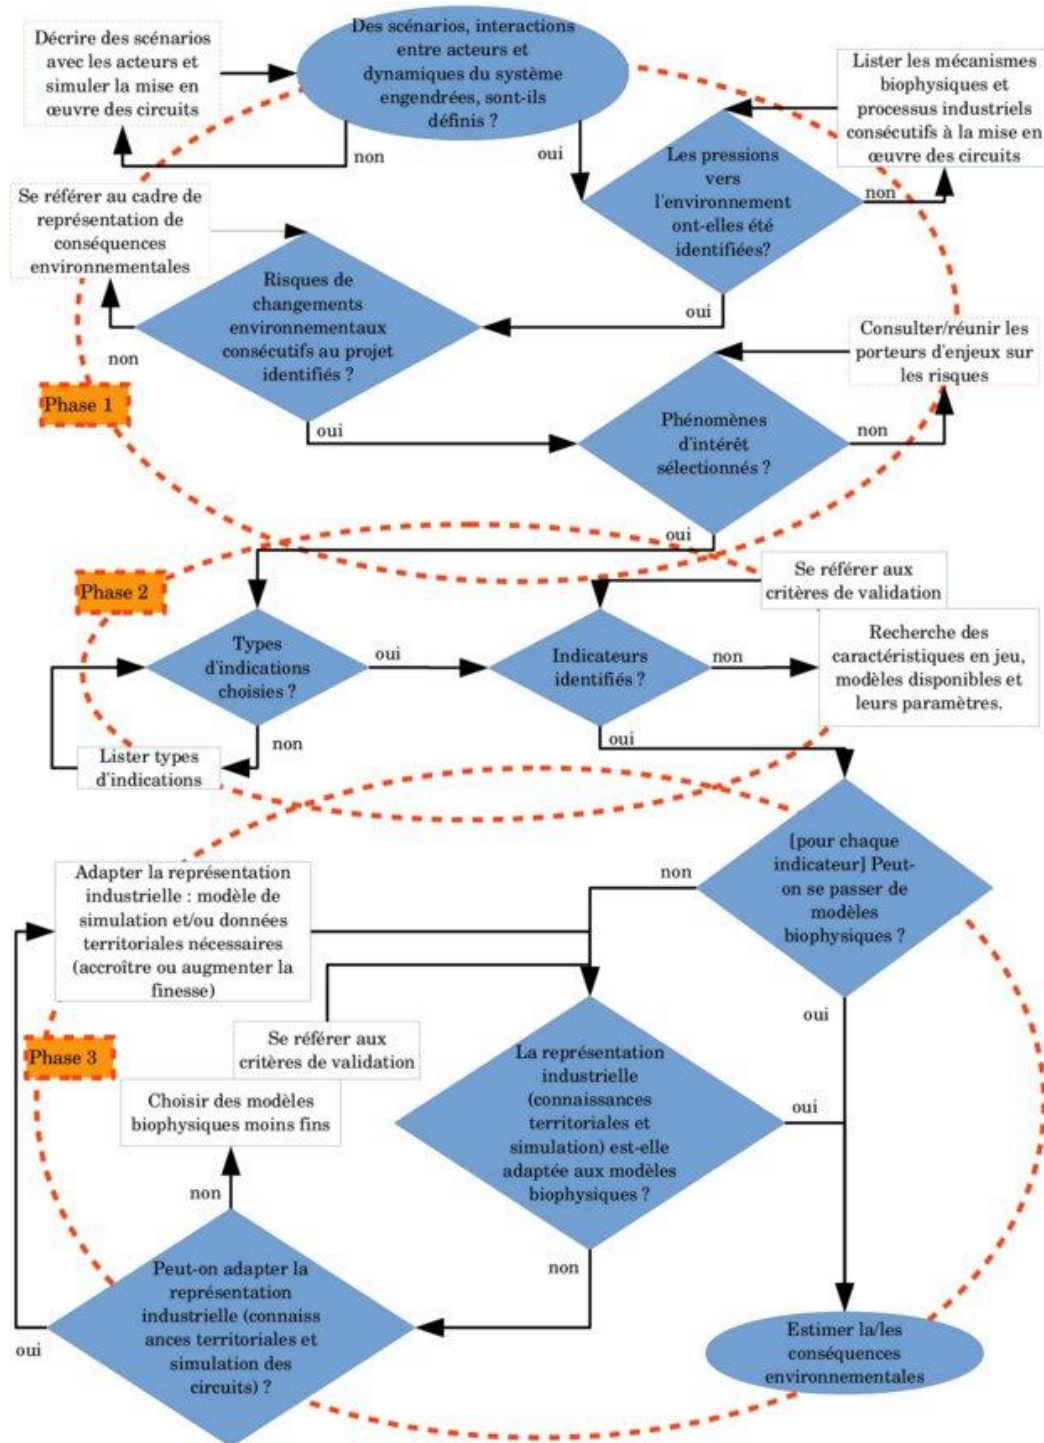 Des scénarios, interactions
entre acteurs et
dynamiques du système
engendrées, sont-ils
définis ?
Décrire des scénarios
avec les acteurs et
simuler la mise en
œuvre des circuits
non
oui
Lister les mécanismes
biophysiques et
processus industriels
consécutifs à la mise en
œuvre des circuits
Les pressions
vers
l'environnement
ont-elles été
identifiées?
non
oui
Se référer au cadre de
représentation de
conséquences
environnementales
Risques de
changements
environnementaux
consécutifs au projet
identifiés ?
non
oui
Consulter/réunir les
porteurs d'enjeux sur
les risques
Phase 1
Phénomènes
d'intérêt
sélectionnés ?
non
oui
Phase 2
Se référer aux
critères de validation
Types
d'indications
choisies ?
oui
non
Lister types
d'indications
Indicateurs
identifiés ?
non
oui
Recherche des
caractéristiques en jeu,
modèles disponibles et
leurs paramètres.
[pour chaque
indicateur] Peut-
on se passer de
modèles
biophysiques ?
non
oui
Adapter la représentation
industrielle : modèle de
simulation et/ou données
territoriales nécessaires
(accroître ou augmenter la
finesse)
Phase 3
Se référer aux
critères de validation
Choisir des modèles
biophysiques moins fins
La représentation
industrielle
(connaissances
territoriales et
simulation) est-elle
adaptée aux modèles
biophysiques ?
oui
non
non
Peut-on adapter la
représentation
industrielle (connaiss
ances territoriales et
simulation des
circuits) ?
oui
Estimer la/les
conséquences
environnementales